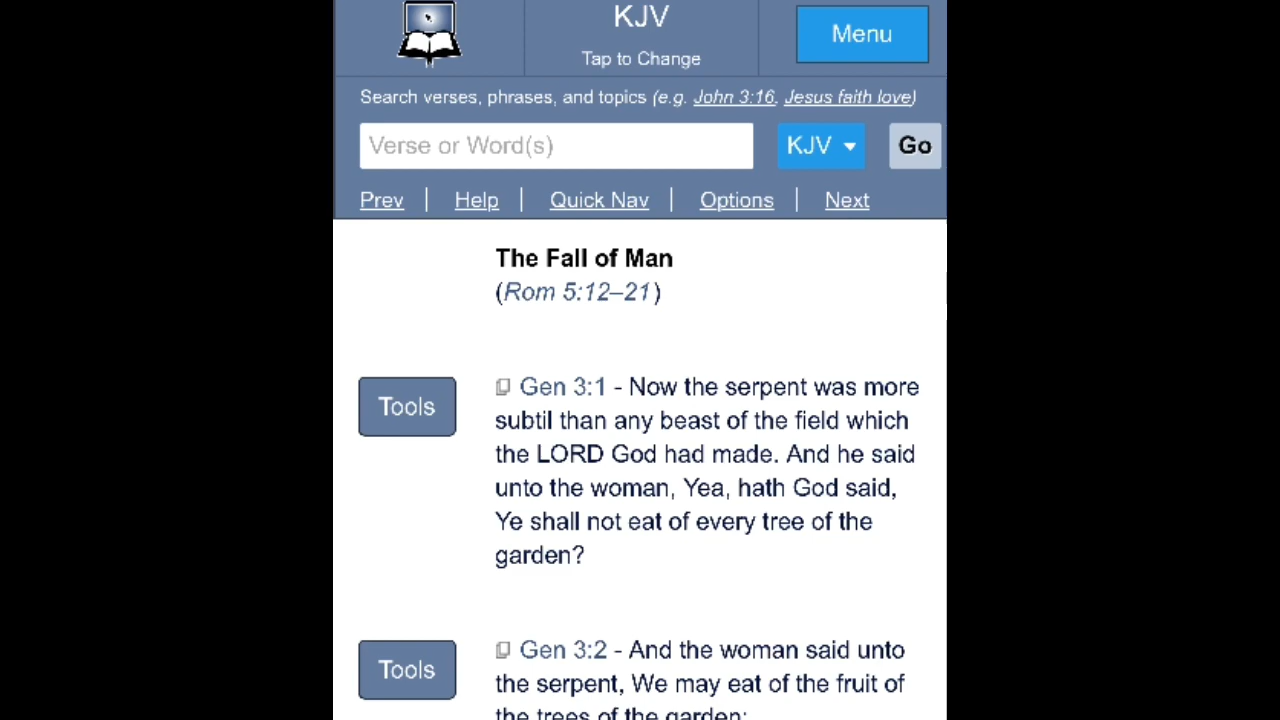 KJV
Menu
Tap to Change
Search verses, phrases, and topics (e.g. John 3:16, Jesus faith love)
Verse or Word(s)
KJV
Go
Prev | Help | Quick Nav | Options | Next
The Fall of Man
(Rom 5:12–21)
Tools
Gen 3:1 - Now the serpent was more
subtil than any beast of the field which
the LORD God had made. And he said
unto the woman, Yea, hath God said,
Ye shall not eat of every tree of the
garden?
Tools
Gen 3:2 - And the woman said unto
the serpent, We may eat of the fruit of
the trees of the garden: